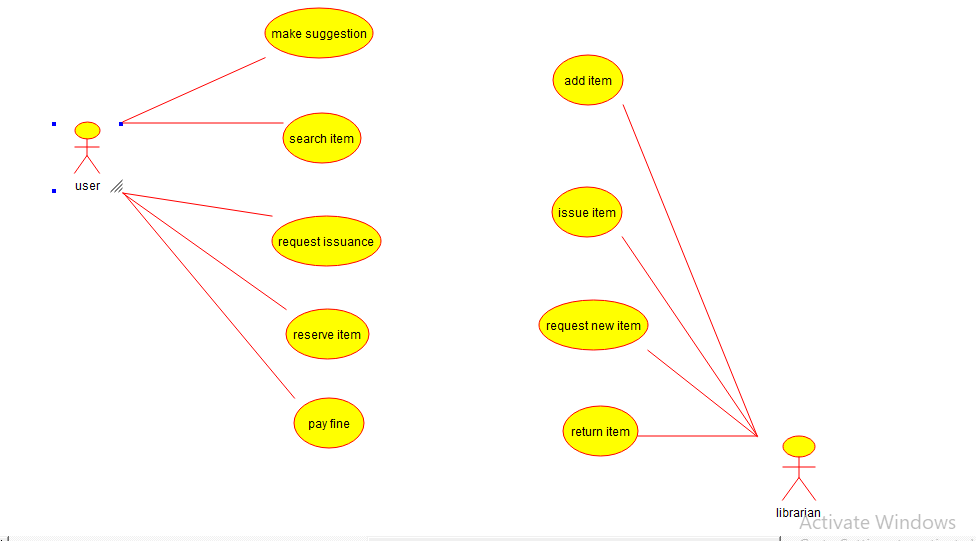 make suggestion
add item
search item
user
issue item
request issuance
request new item
reserve item
pay fine
return item
librarian
Activate Windows